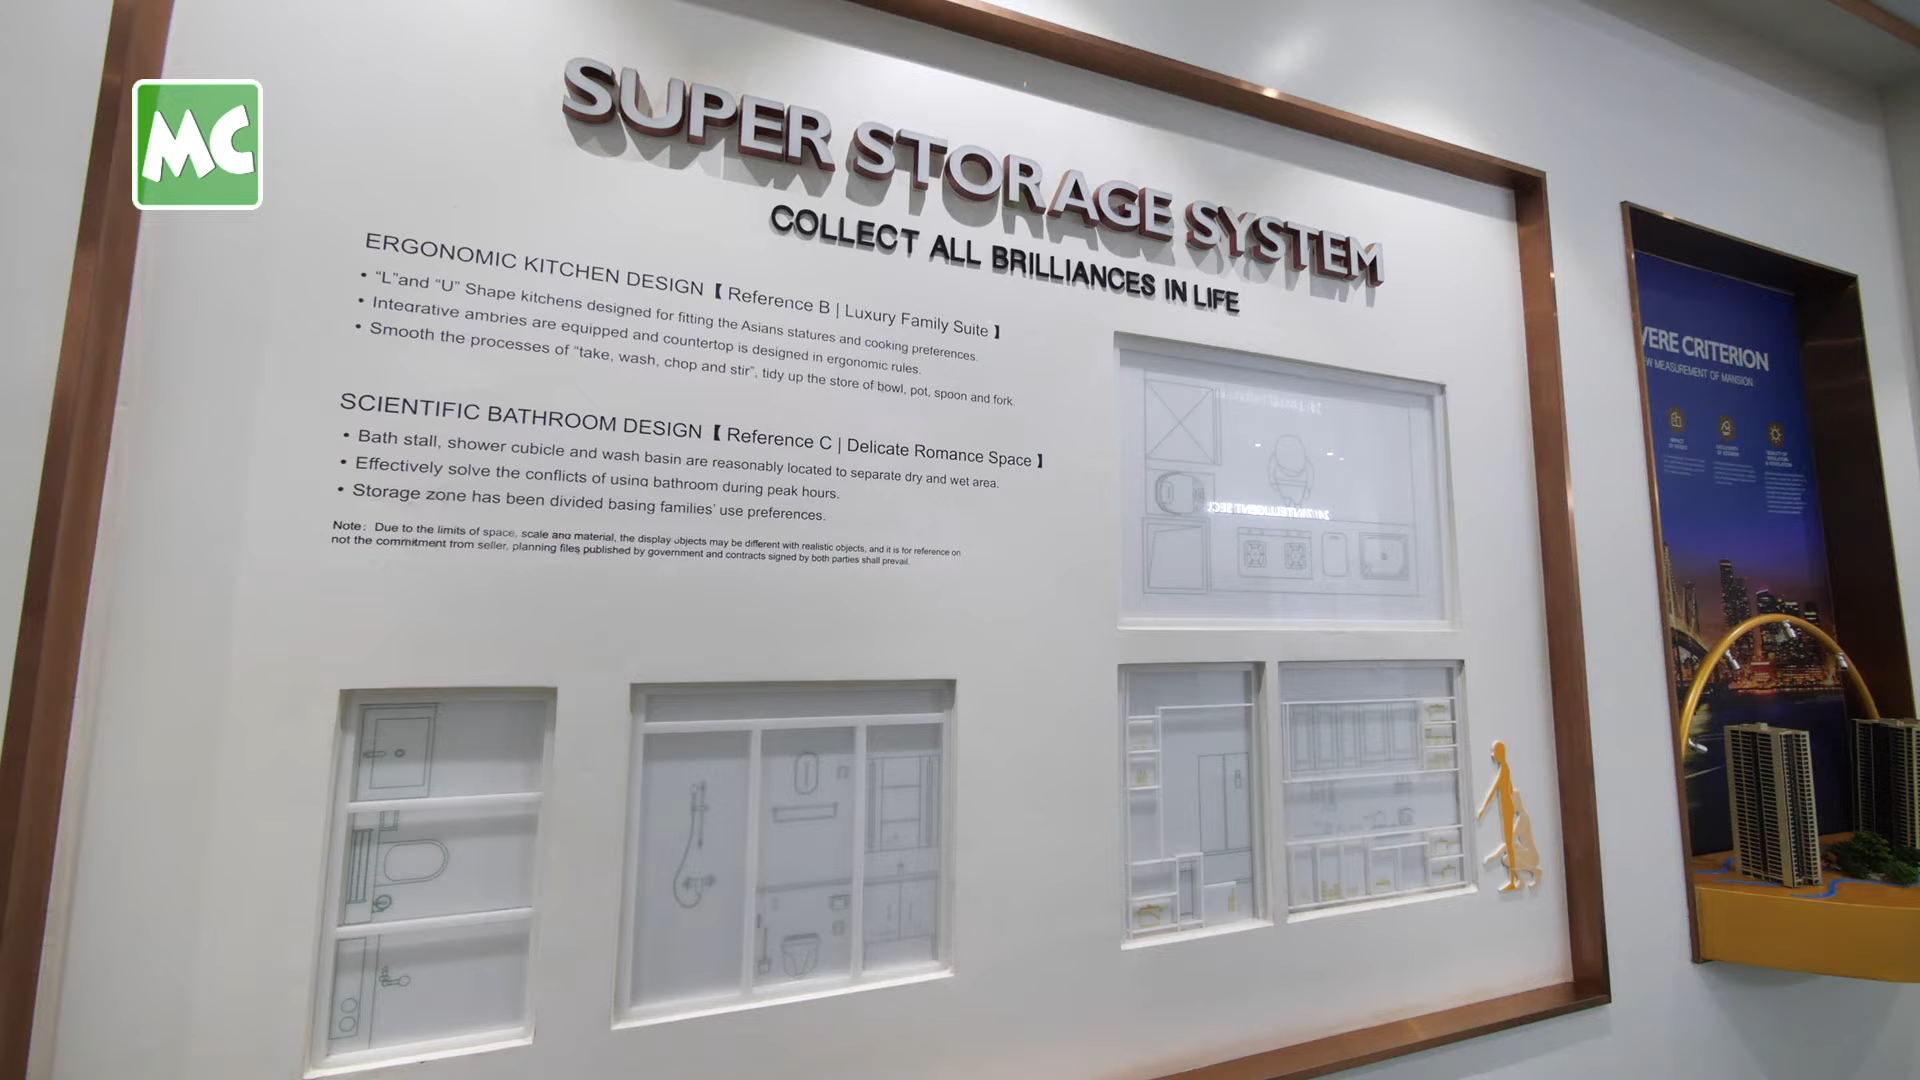 MC
SUPER STORAGE SYSTEM
COLLECT ALL BRILLIANCES IN LIFE
ERGONOMIC KITCHEN DESIGN【Reference B | Luxury Family Suite】
• “L”and “U” Shape kitchens designed for fitting the Asians statures and cooking preferences.
• Integrative ambries are equipped and countertop is designed in ergonomic rules.
• Smooth the processes of “take, wash, chop and stir”, tidy up the store of bowl, pot, spoon and fork.
SCIENTIFIC BATHROOM DESIGN【Reference C | Delicate Romance Space】
• Bath stall, shower cubicle and wash basin are reasonably located to separate dry and wet area.
• Effectively solve the conflicts of using bathroom during peak hours.
• Storage zone has been divided basing families’ use preferences.
Note: Due to the limits of space, scale and material, the display objects may be different with realistic objects, and it is for reference on
not the commitment from seller, planning files published by government and contracts signed by both parties shall prevail.
VERE CRITERION
EW MEASUREMENT OF MANSION